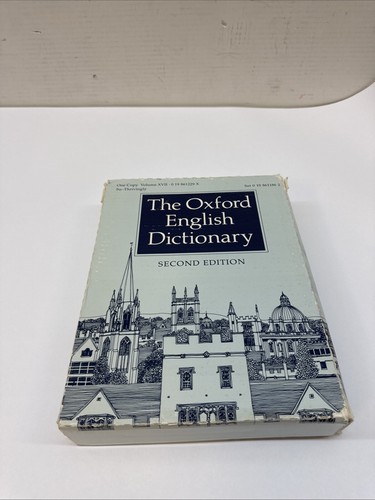 The Oxford
English
Dictionary
SECOND EDITION